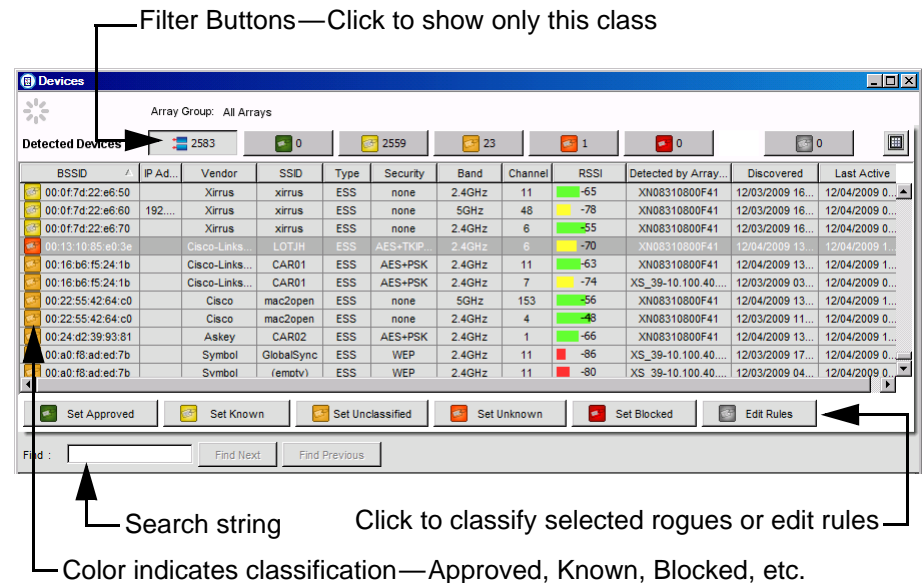 Filter Buttons—Click to show only this class
Devices
Array Group: All Arrays
Detected Devices 2583 0 2559 23 1 0 0
BSSID IP Ad... Vendor SSID Type Security Band Channel RSSI Detected by Array... Discovered Last Active
00:0f:7d:22:e6:50 Xirrus xirrus ESS none 2.4GHz 11 -65 XN08310800F41 12/03/2009 16... 12/04/2009 0...
00:0f:7d:22:e6:60 192.... Xirrus xirrus ESS none 5GHz 48 -78 XN08310800F41 12/03/2009 16... 12/04/2009 0...
00:0f:7d:22:e6:70 Xirrus xirrus ESS none 2.4GHz 6 -55 XN08310800F41 12/03/2009 16... 12/04/2009 0...
00:13:10:85:e0:3e Cisco-Links... LOTJH ESS AES+TKIP... 2.4GHz 6 -70 XN08310800F41 12/04/2009 13... 12/04/2009 1...
00:16:b6:f5:24:1b Cisco-Links... CAR01 ESS AES+PSK 2.4GHz 11 -63 XN08310800F41 12/04/2009 13... 12/04/2009 1...
00:16:b6:f5:24:1b Cisco-Links... CAR01 ESS AES+PSK 2.4GHz 7 -74 XS_39-10.100.40.... 12/03/2009 03... 12/04/2009 0...
00:22:55:42:64:c0 Cisco mac2open ESS none 5GHz 153 -56 XN08310800F41 12/04/2009 13... 12/04/2009 1...
00:22:55:42:64:c0 Cisco mac2open ESS none 2.4GHz 4 -48 XN08310800F41 12/03/2009 11... 12/04/2009 0...
00:24:d2:39:93:81 Askey CAR02 ESS AES+PSK 2.4GHz 1 -66 XN08310800F41 12/04/2009 13... 12/04/2009 1...
00:a0:f8:ad:ed:7b Symbol GlobalSync ESS WEP 2.4GHz 11 -86 XS_39-10.100.40.... 12/03/2009 17... 12/04/2009 0...
00:a0:f8:ad:ed:7b Symbol (empty) ESS WEP 2.4GHz 11 -80 XS_39-10.100.40.... 12/03/2009 04... 12/04/2009 0...
Set Approved Set Known Set Unclassified Set Unknown Set Blocked Edit Rules
Find : Find Next Find Previous
Search string
Click to classify selected rogues or edit rules
Color indicates classification—Approved, Known, Blocked, etc.